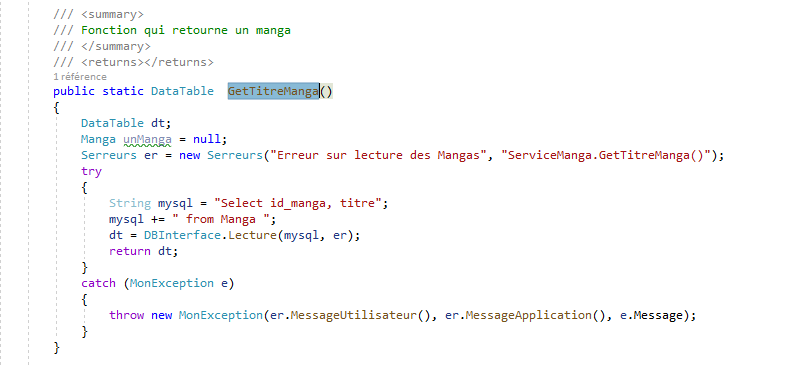 /// <summary>
/// Fonction qui retourne un manga
/// </summary>
/// <returns></returns>
1 référence
public static DataTable  GetTitreManga()
{
DataTable dt;
Manga unManga = null;
Serreurs er = new Serreurs("Erreur sur lecture des Mangas", "ServiceManga.GetTitreManga()");
try
{
String mysql = "Select id_manga, titre";
mysql += " from Manga ";
dt = DBInterface.Lecture(mysql, er);
return dt;
}
catch (MonException e)
{
throw new MonException(er.MessageUtilisateur(), er.MessageApplication(), e.Message);
}
}